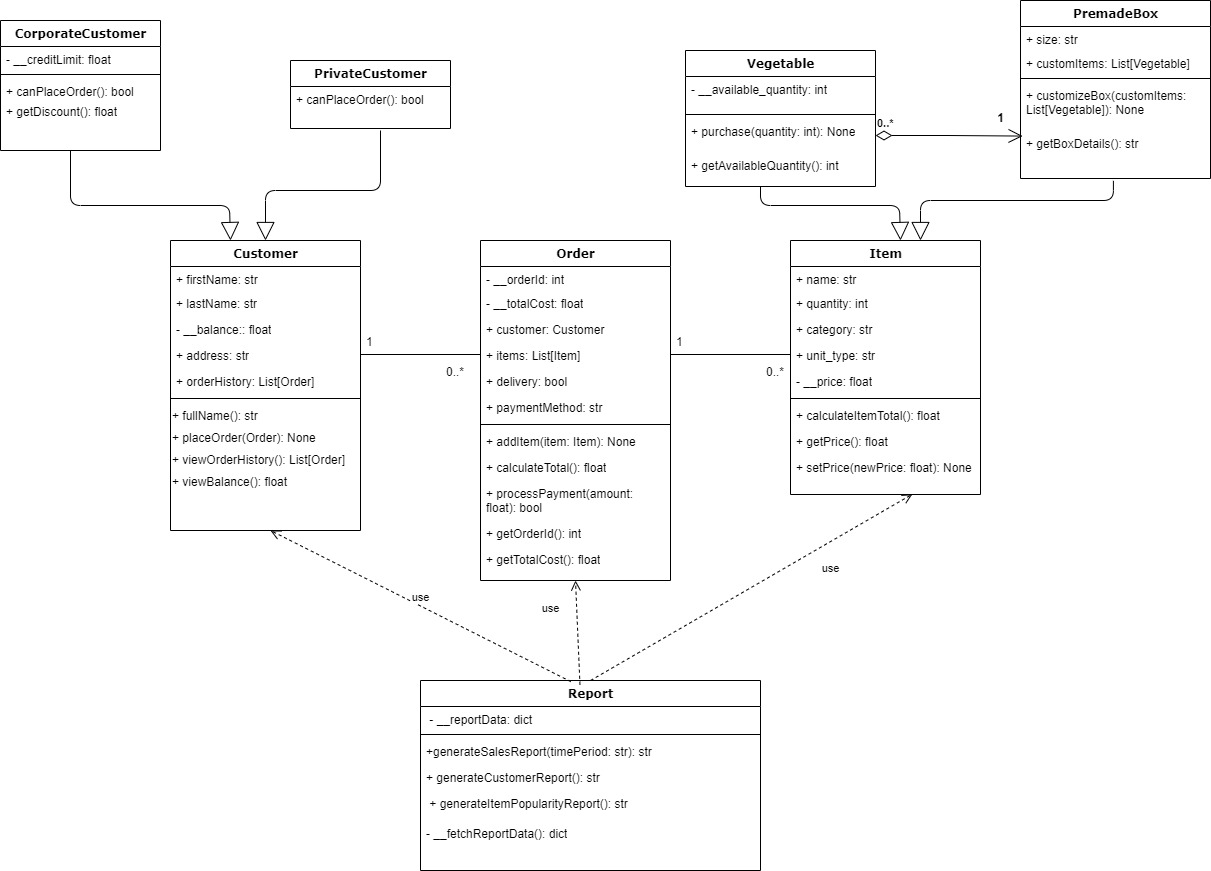 CorporateCustomer
- __creditLimit: float
+ canPlaceOrder(): bool
+ getDiscount(): float
PrivateCustomer
+ canPlaceOrder(): bool
Vegetable
- __available_quantity: int
+ purchase(quantity: int): None
+ getAvailableQuantity(): int
0..*
1
PremadeBox
+ size: str
+ customItems: List[Vegetable]
+ customizeBox(customItems:
List[Vegetable]): None
+ getBoxDetails(): str
Customer
+ firstName: str
+ lastName: str
- __balance:: float
+ address: str
+ orderHistory: List[Order]
+ fullName(): str
+ placeOrder(Order): None
+ viewOrderHistory(): List[Order]
+ viewBalance(): float
1
0..*
Order
- __orderId: int
- __totalCost: float
+ customer: Customer
+ items: List[Item]
+ delivery: bool
+ paymentMethod: str
+ addItem(item: Item): None
+ calculateTotal(): float
+ processPayment(amount:
float): bool
+ getOrderId(): int
+ getTotalCost(): float
1
0..*
Item
+ name: str
+ quantity: int
+ category: str
+ unit_type: str
- __price: float
+ calculateItemTotal(): float
+ getPrice(): float
+ setPrice(newPrice: float): None
use
use
use
Report
- __reportData: dict
+generateSalesReport(timePeriod: str): str
+ generateCustomerReport(): str
+ generateItemPopularityReport(): str
- __fetchReportData(): dict